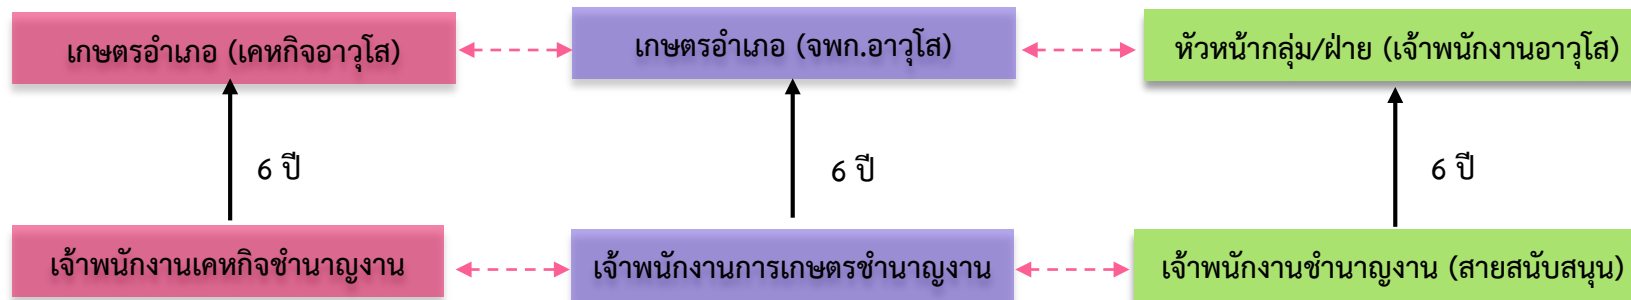 เกษตรอำเภอ (เคหกิจอาวุโส)
เกษตรอำเภอ (จพก.อาวุโส)
หัวหน้ากลุ่ม/ฝ่าย (เจ้าพนักงานอาวุโส)
6 ปี
6 ปี
6 ปี
เจ้าพนักงานเคหกิจชำนาญงาน
เจ้าพนักงานการเกษตรชำนาญงาน
เจ้าพนักงานชำนาญงาน (สายสนับสนุน)